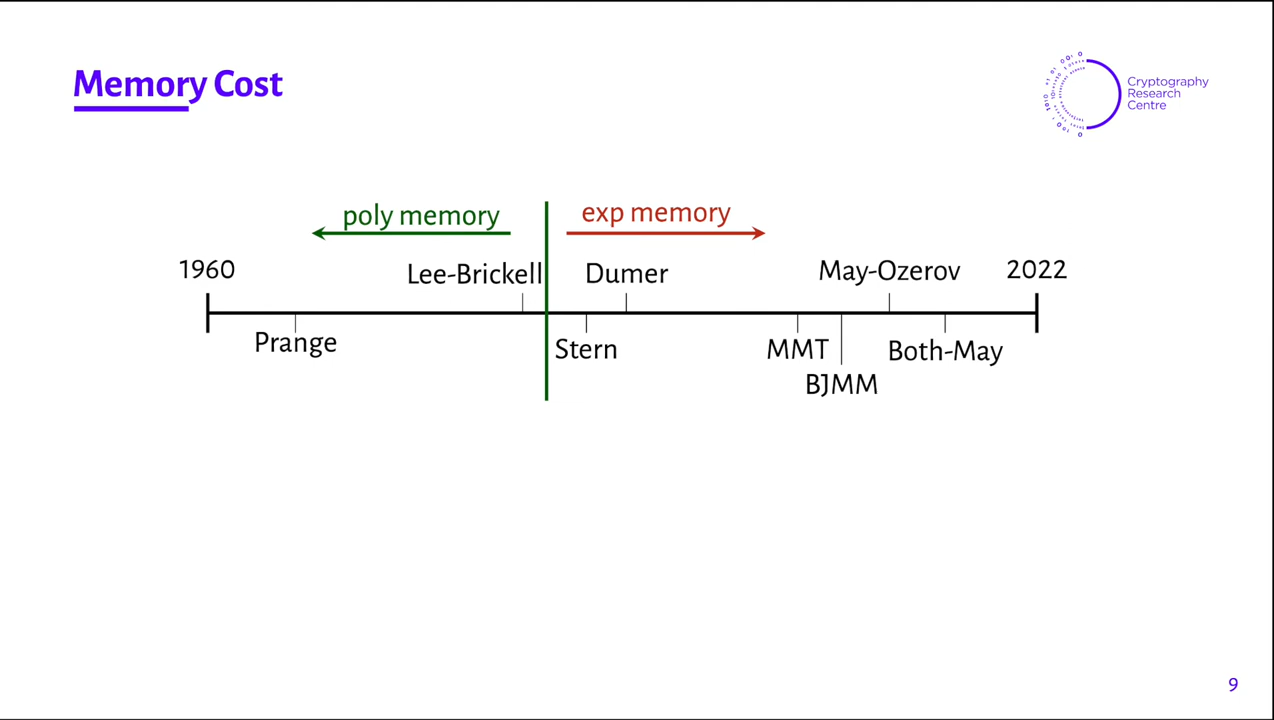 Memory Cost
Cryptography
Research
Centre
poly memory
exp memory
1960
Lee-Brickell
Dumer
May-Ozerov
2022
Prange
Stern
MMT
Both-May
BJMM
9